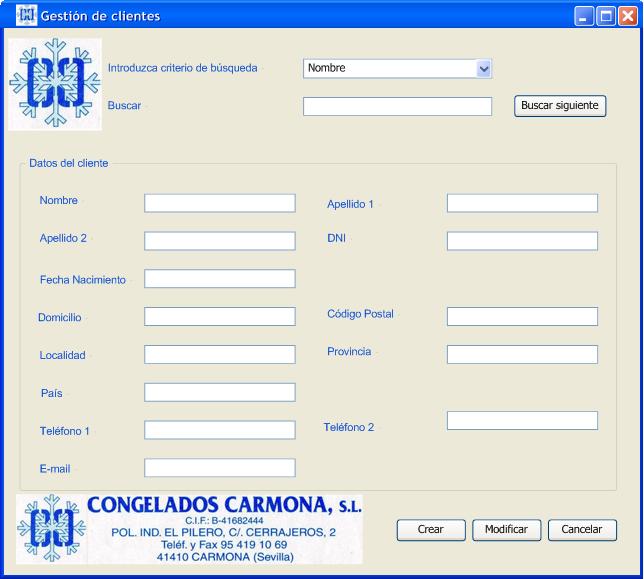 Gestión de clientes
Introduzca criterio de búsqueda
Nombre
Buscar
Buscar siguiente
Datos del cliente
Nombre
Apellido 1
Apellido 2
DNI
Fecha Nacimiento
Domicilio
Código Postal
Localidad
Provincia
País
Teléfono 1
Teléfono 2
E-mail
CONGELADOS CARMONA, S.L.
C.I.F.: B-41682444
POL. IND. EL PILERO, C/. CERRAJEROS, 2
Teléf. y Fax 95 419 10 69
41410 CARMONA (Sevilla)
Crear
Modificar
Cancelar